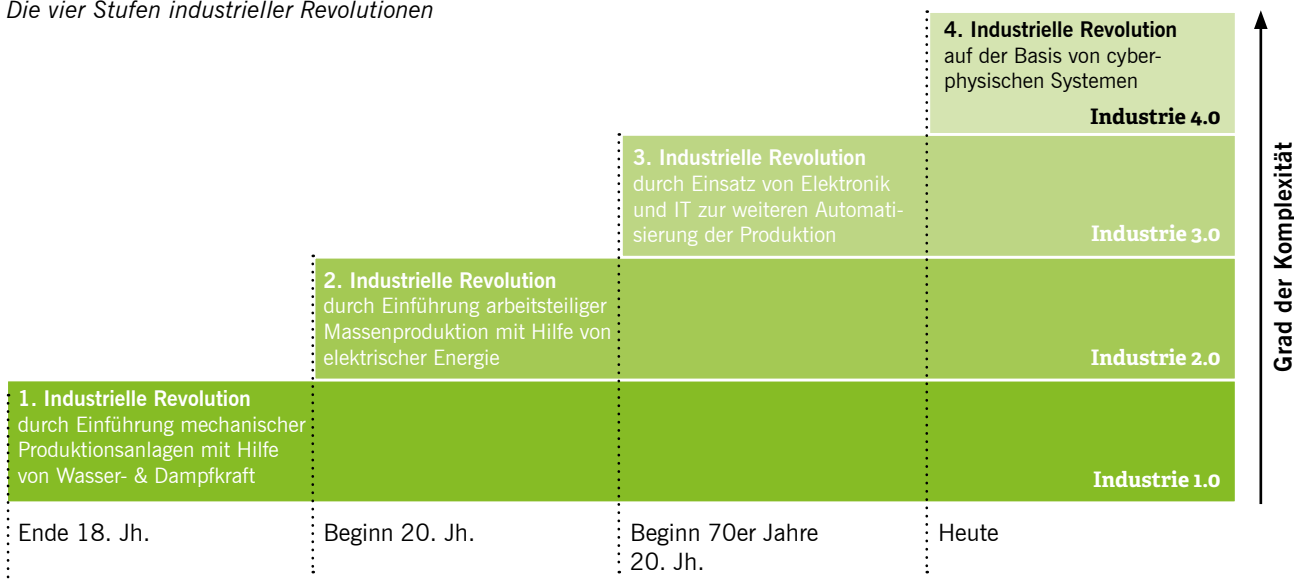 Die vier Stufen industrieller Revolutionen
4. Industrielle Revolution
auf der Basis von cyber-
physischen Systemen
Industrie 4.0
3. Industrielle Revolution
durch Einsatz von Elektronik
und IT zur weiteren Automati-
sierung der Produktion
Industrie 3.0
2. Industrielle Revolution
durch Einführung arbeitsteiliger
Massenproduktion mit Hilfe von
elektrischer Energie
Industrie 2.0
1. Industrielle Revolution
durch Einführung mechanischer
Produktionsanlagen mit Hilfe
von Wasser- & Dampfkraft
Industrie 1.0
Grad der Komplexität
Ende 18. Jh.
Beginn 20. Jh.
Beginn 70er Jahre
20. Jh.
Heute